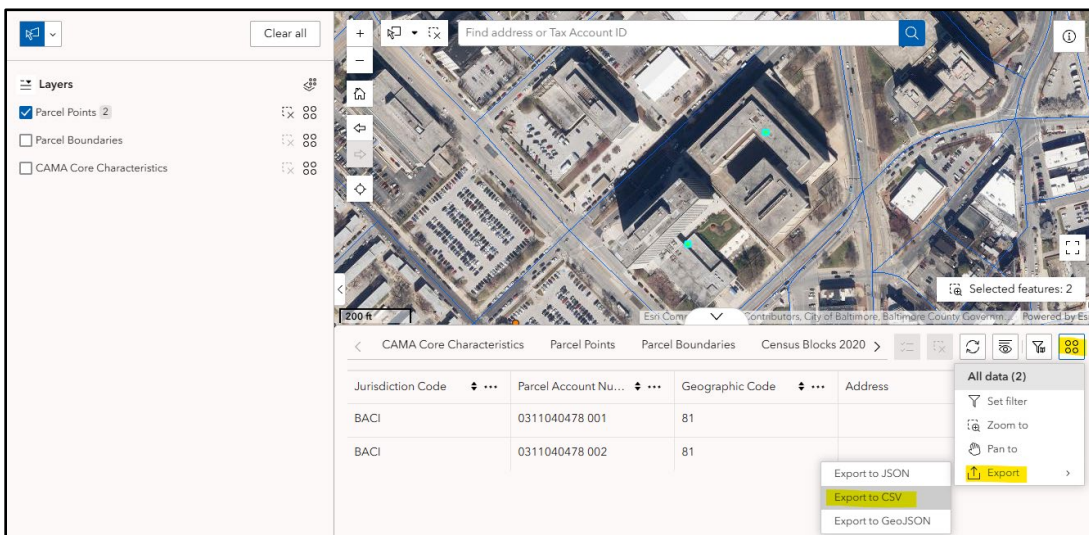 Clear all
Layers
Parcel Points 2
Parcel Boundaries
CAMA Core Characteristics
Find address or Tax Account ID
Selected features: 2
200 ft
Contributors, City of Baltimore, Baltimore County Governm... Powered by Es
CAMA Core Characteristics Parcel Points Parcel Boundaries Census Blocks 2020
Jurisdiction Code Parcel Account Nu... Geographic Code Address
BACI 0311040478 001 81
BACI 0311040478 002 81
All data (2)
Set filter
Zoom to
Pan to
Export
Export to JSON
Export to CSV
Export to GeoJSON